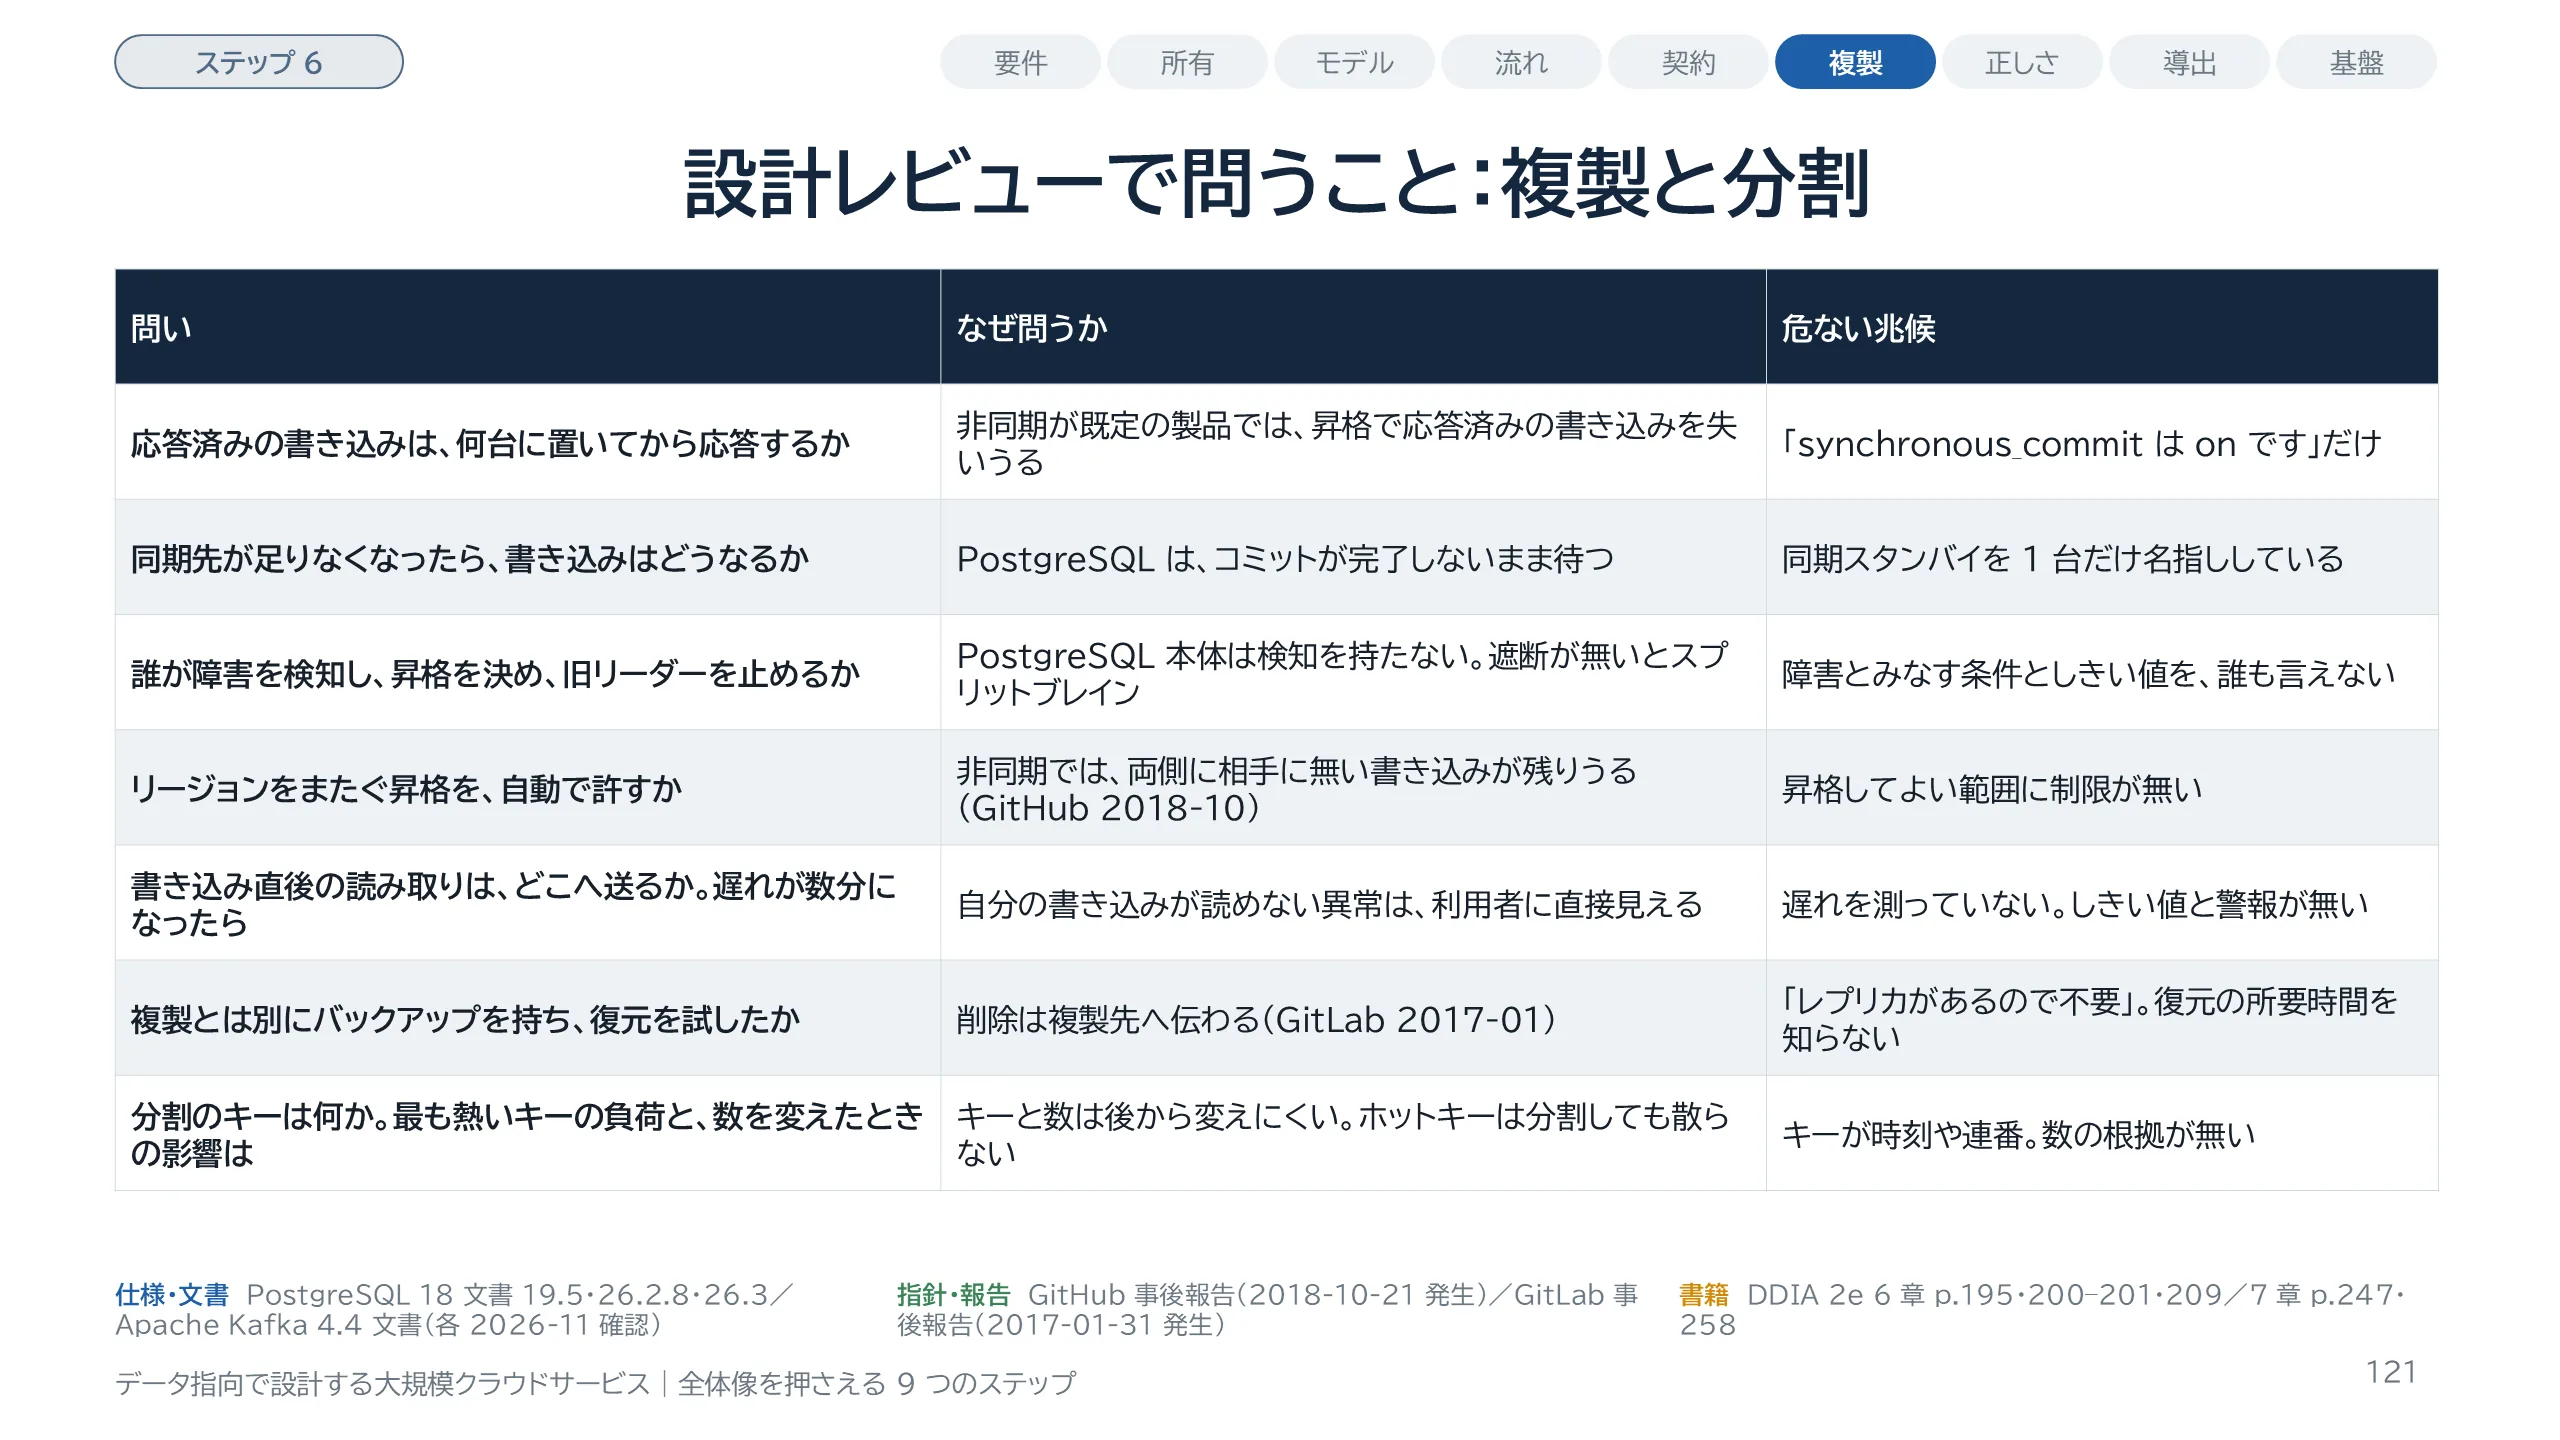 ステップ 6
要件
所有
モデル
流れ
契約
複製
正しさ
導出
基盤
設計レビューで問うこと：複製と分割
問い
なぜ問うか
危ない兆候
応答済みの書き込みは、何台に置いてから応答するか
非同期が既定の製品では、昇格で応答済みの書き込みを失
いうる
「synchronous_commit は on です」だけ
同期先が足りなくなったら、書き込みはどうなるか
PostgreSQL は、コミットが完了しないまま待つ
同期スタンバイを 1 台だけ名指ししている
誰が障害を検知し、昇格を決め、旧リーダーを止めるか
PostgreSQL 本体は検知を持たない。遮断が無いとスプ
リットブレイン
障害とみなす条件としきい値を、誰も言えない
リージョンをまたぐ昇格を、自動で許すか
非同期では、両側に相手に無い書き込みが残りうる
（GitHub 2018-10）
昇格してよい範囲に制限が無い
書き込み直後の読み取りは、どこへ送るか。遅れが数分に
なったら
自分の書き込みが読めない異常は、利用者に直接見える
遅れを測っていない。しきい値と警報が無い
複製とは別にバックアップを持ち、復元を試したか
削除は複製先へ伝わる（GitLab 2017-01）
「レプリカがあるので不要」。復元の所要時間を
知らない
分割のキーは何か。最も熱いキーの負荷と、数を変えたとき
の影響は
キーと数は後から変えにくい。ホットキーは分割しても散ら
ない
キーが時刻や連番。数の根拠が無い
仕様・文書 PostgreSQL 18 文書 19.5・26.2.8・26.3／
Apache Kafka 4.4 文書（各 2026-11 確認）
指針・報告 GitHub 事後報告（2018-10-21 発生）／GitLab 事
後報告（2017-01-31 発生）
書籍 DDIA 2e 6 章 p.195・200–201・209／7 章 p.247・
258
データ指向で設計する大規模クラウドサービス｜全体像を押さえる 9 つのステップ
121